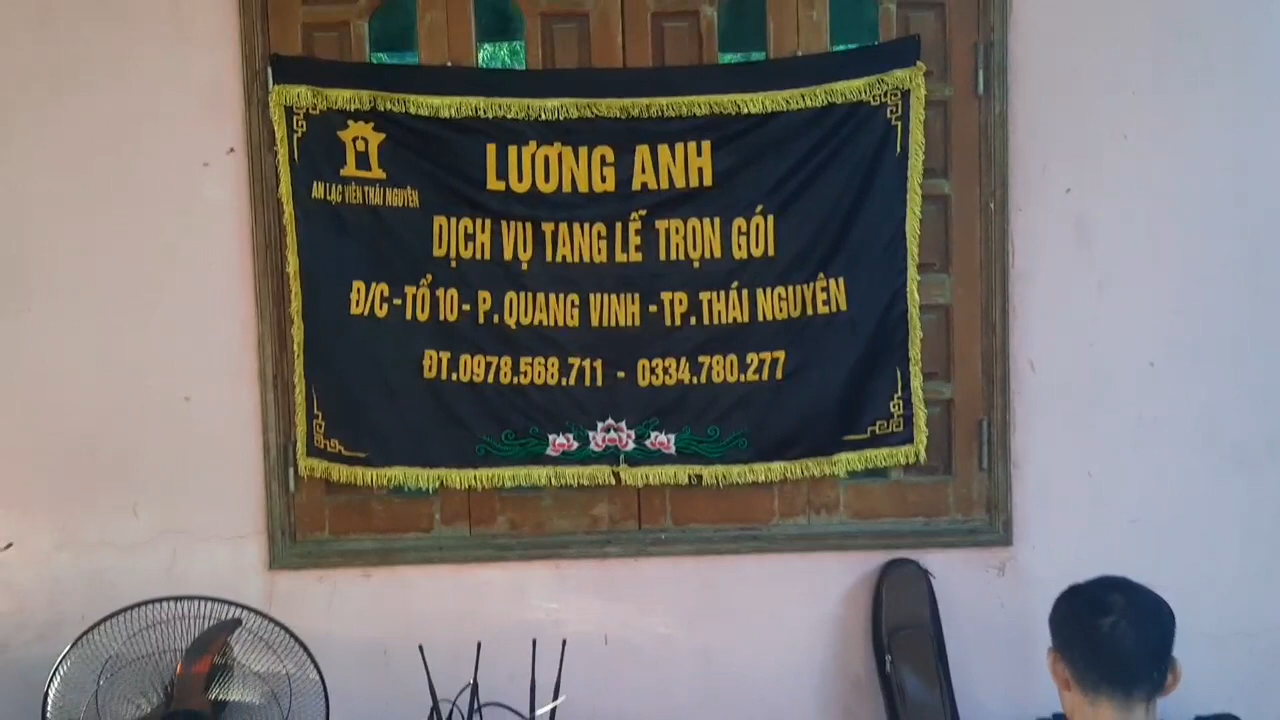 LƯƠNG ANH
AN LẠC VIÊN THÁI NGUYÊN
DỊCH VỤ TANG LỄ TRỌN GÓI
Đ/C-TỔ 10-P.QUANG VINH-TP.THÁI NGUYÊN
ĐT.0978.568.711 - 0334.780.277